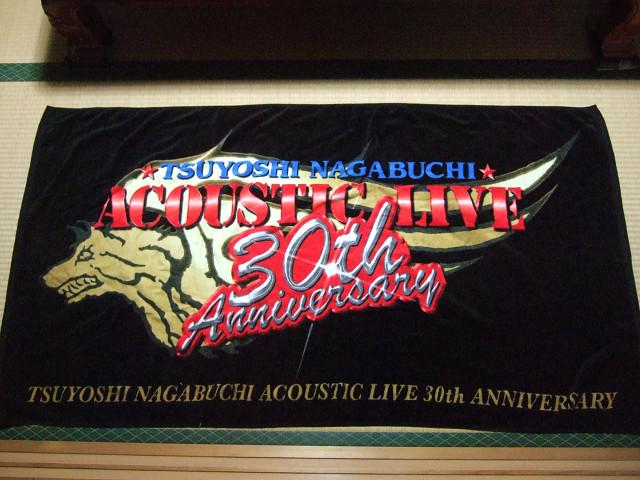 ★TSUYOSHI NAGABUCHI★
ACOUSTIC LIVE
30th
Anniversary
TSUYOSHI NAGABUCHI ACOUSTIC LIVE 30th ANNIVERSARY